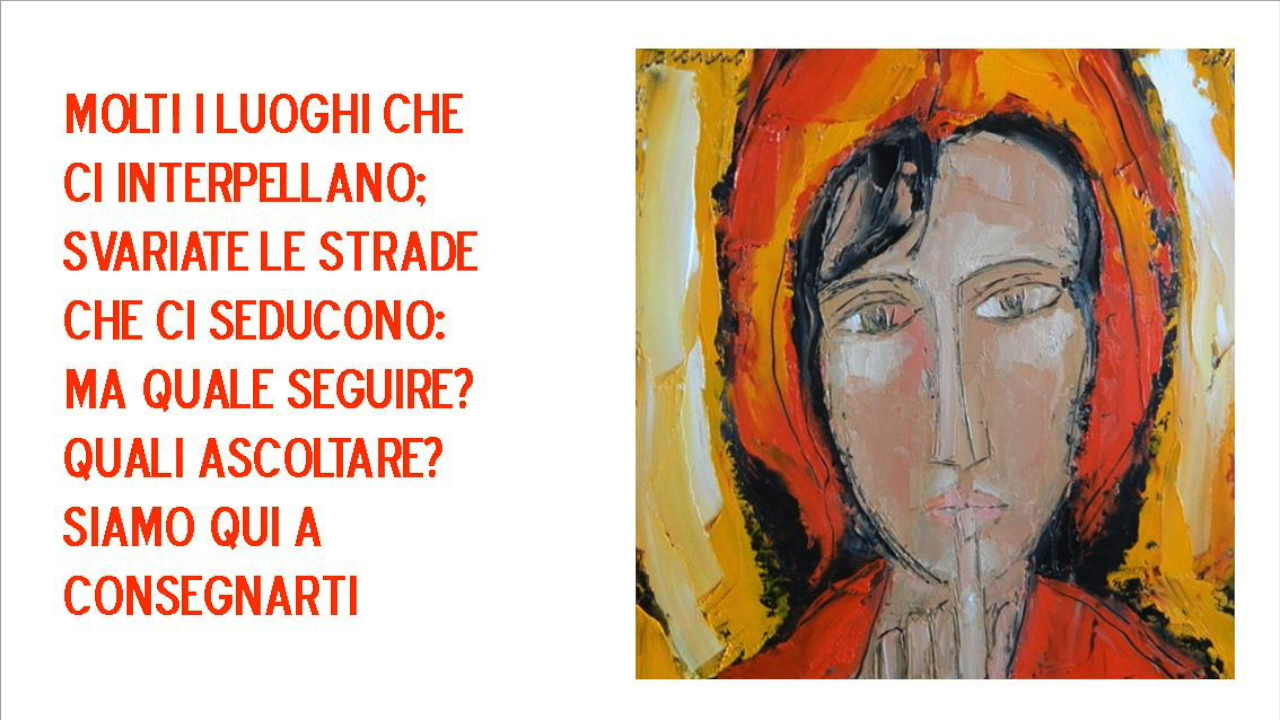 MOLTI I LUOGHI CHE
CI INTERPELLANO;
SVARIATE LE STRADE
CHE CI SEDUCONO:
MA QUALE SEGUIRE?
QUALI ASCOLTARE?
SIAMO QUI A
CONSEGNARTI